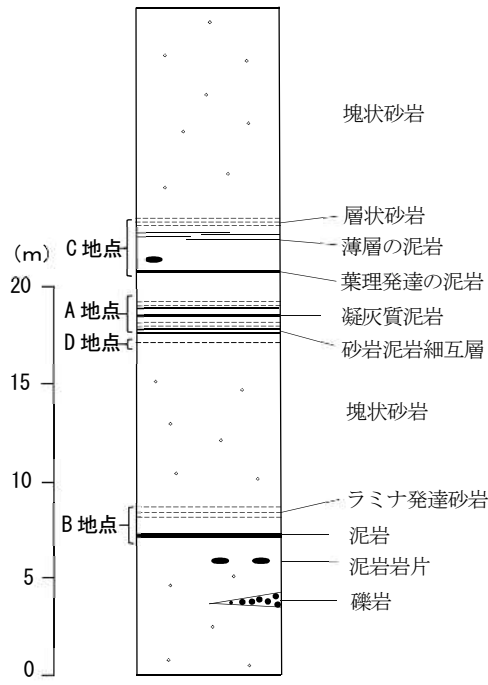 塊状砂岩
層状砂岩
C 地点
薄層の泥岩
(m)
葉理発達の泥岩
20
A 地点
凝灰質泥岩
D 地点
砂岩泥岩細互層
15
塊状砂岩
10
ラミナ発達砂岩
B 地点
泥岩
泥岩岩片
5
礫岩
0